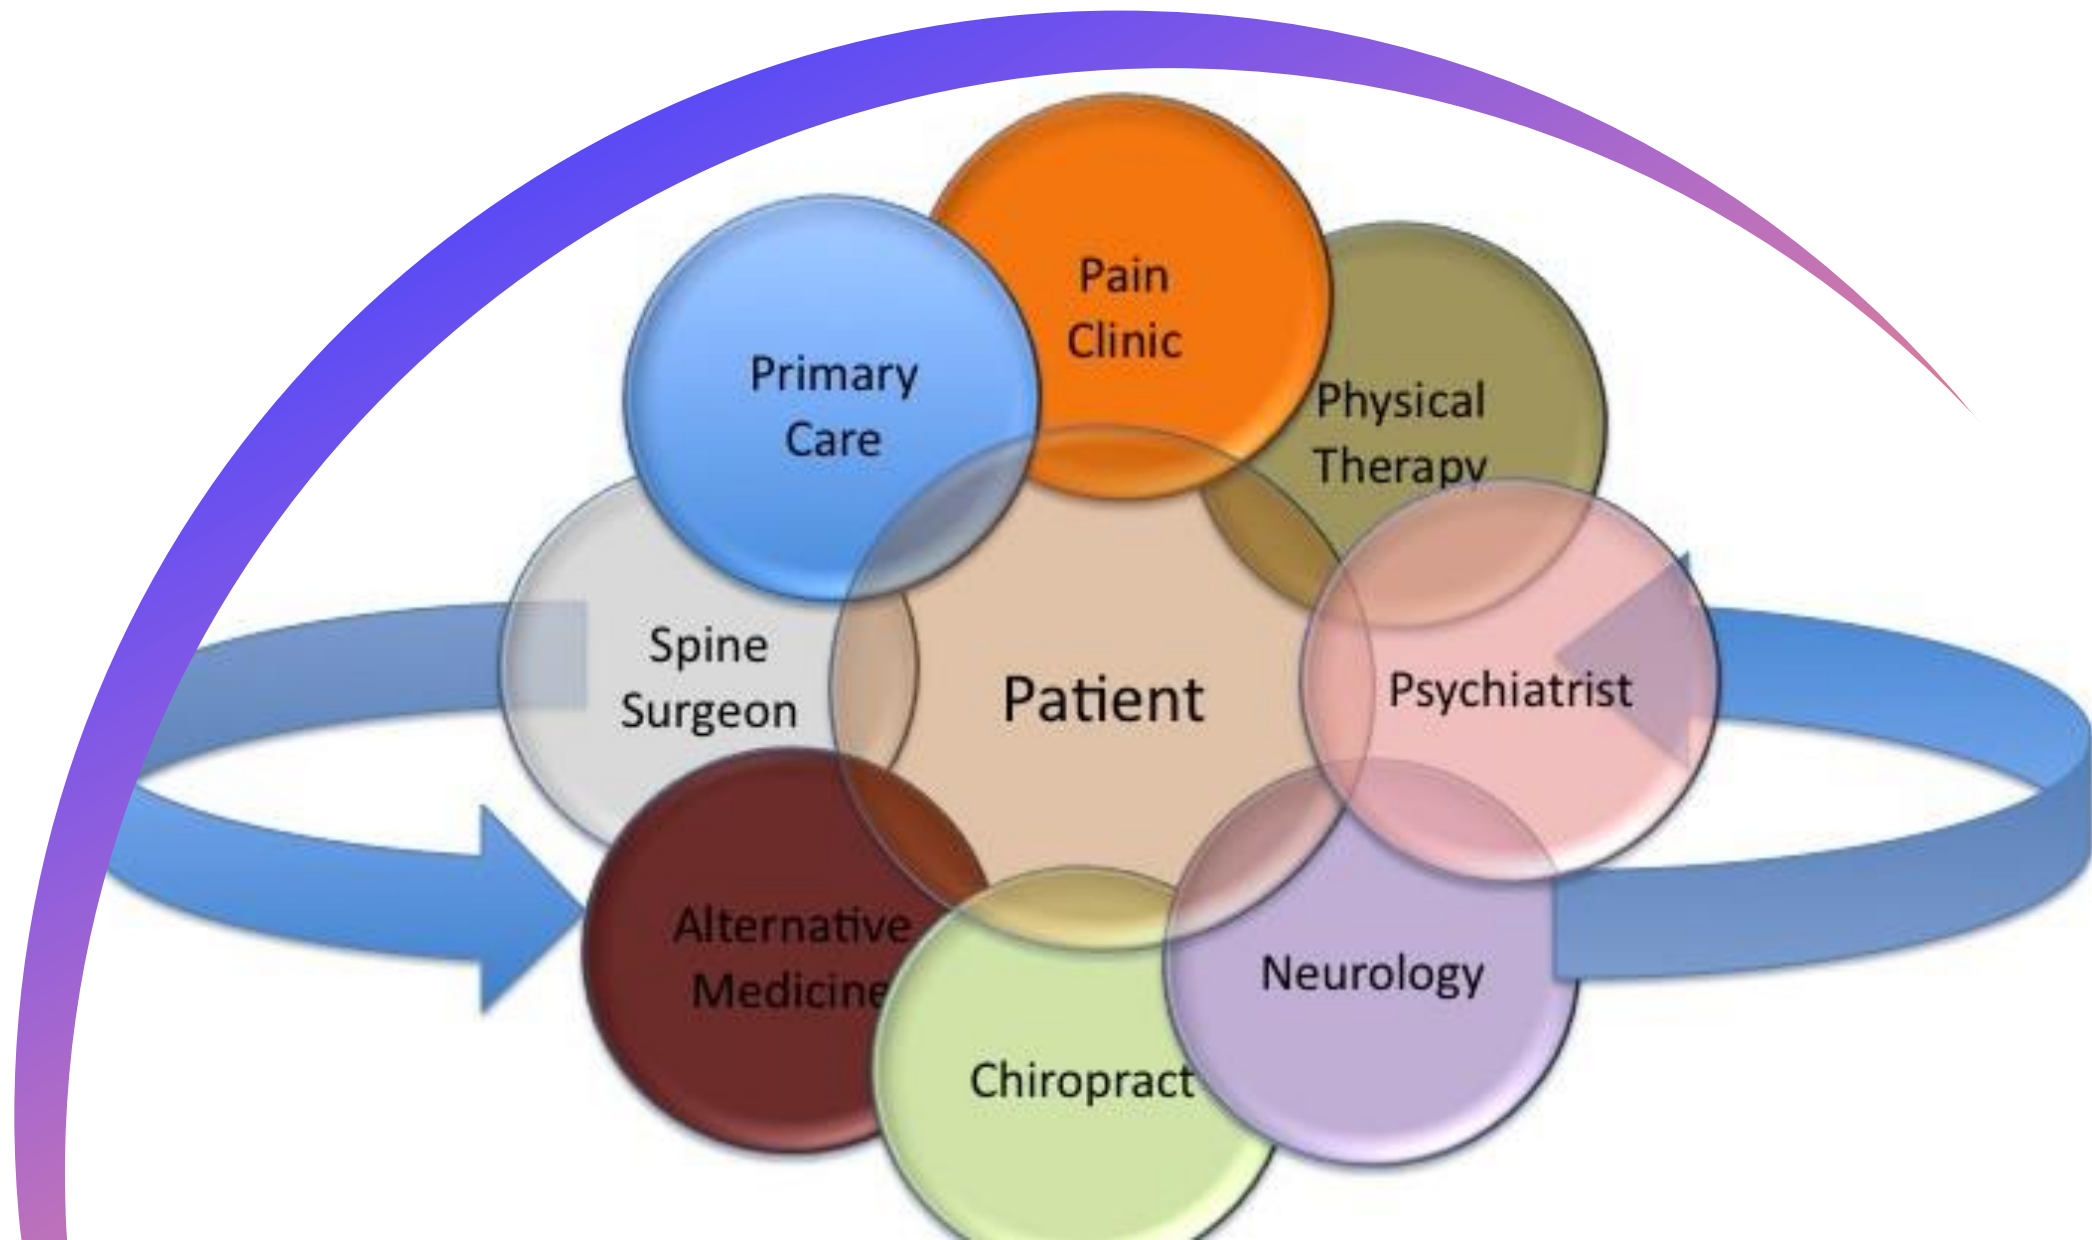 Pain
Clinic
Primary
Care
Physical
Therapy
Spine
Surgeon
Patient
Psychiatrist
Alternative
Medicine
Neurology
Chiropract